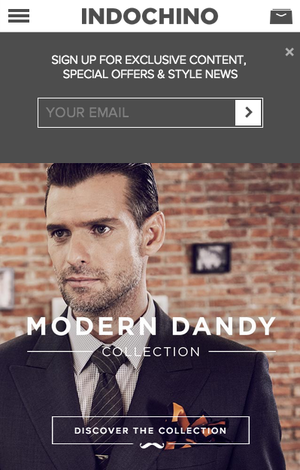 INDOCHINO
SIGN UP FOR EXCLUSIVE CONTENT,
SPECIAL OFFERS & STYLE NEWS
YOUR EMAIL
MODERN DANDY
COLLECTION
DISCOVER THE COLLECTION